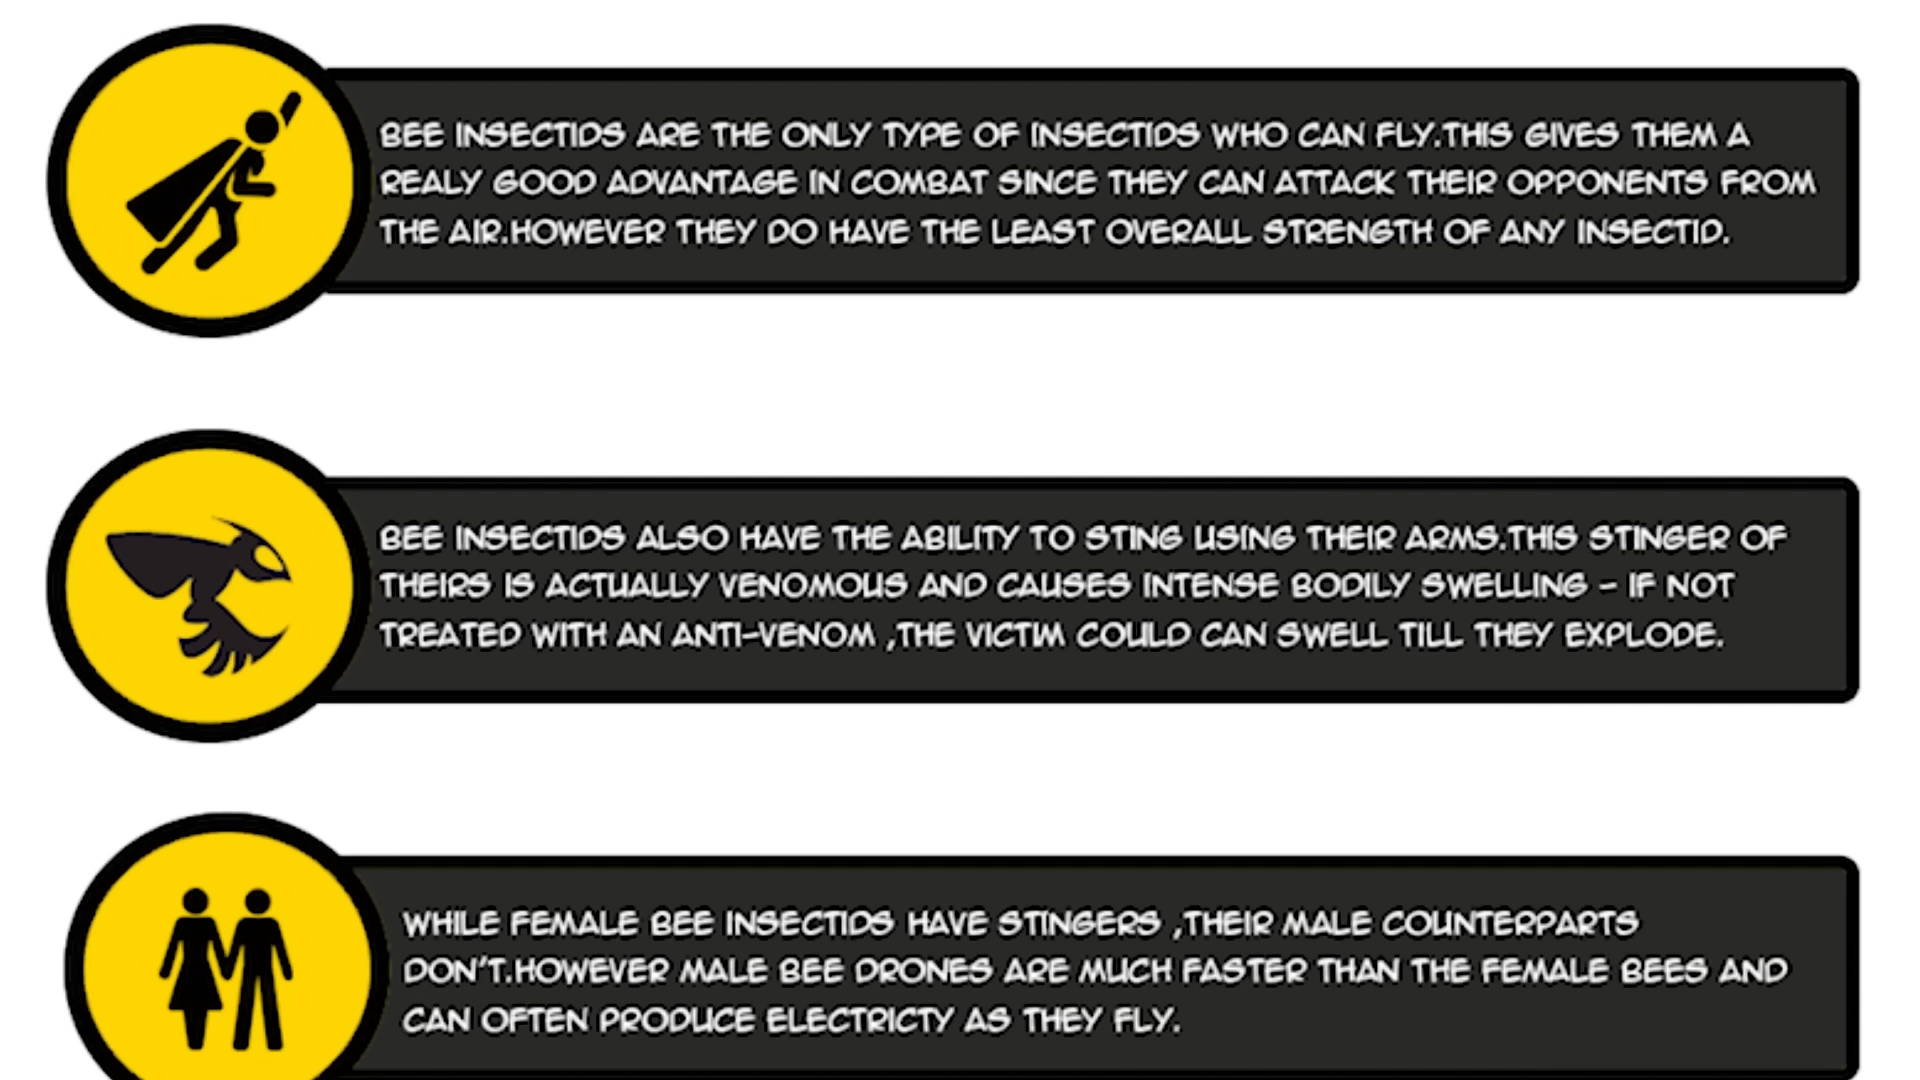 BEE INSECTIDS ARE THE ONLY TYPE OF INSECTIDS WHO CAN FLY.THIS GIVES THEM A
REALY GOOD ADVANTAGE IN COMBAT SINCE THEY CAN ATTACK THEIR OPPONENTS FROM
THE AIR.HOWEVER THEY DO HAVE THE LEAST OVERALL STRENGTH OF ANY INSECTID.
BEE INSECTIDS ALSO HAVE THE ABILITY TO STING USING THEIR ARMS.THIS STINGER OF
THEIRS IS ACTUALLY VENOMOUS AND CAUSES INTENSE BODILY SWELLING - IF NOT
TREATED WITH AN ANTI-VENOM ,THE VICTIM COULD CAN SWELL TILL THEY EXPLODE.
WHILE FEMALE BEE INSECTIDS HAVE STINGERS ,THEIR MALE COUNTERPARTS
DON'T.HOWEVER MALE BEE DRONES ARE MUCH FASTER THAN THE FEMALE BEES AND
CAN OFTEN PRODUCE ELECTRICTY AS THEY FLY.